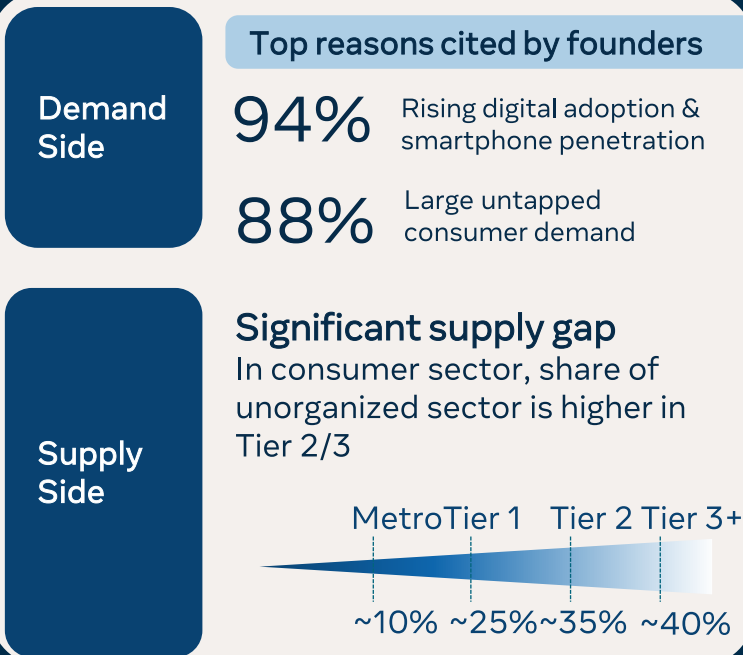 Demand
Side
Top reasons cited by founders
94%
Rising digital adoption &
smartphone penetration
88%
Large untapped
consumer demand
Supply
Side
Significant supply gap
In consumer sector, share of
unorganized sector is higher in
Tier 2/3
Metro Tier 1 Tier 2 Tier 3+
~10% ~25% ~35% ~40%